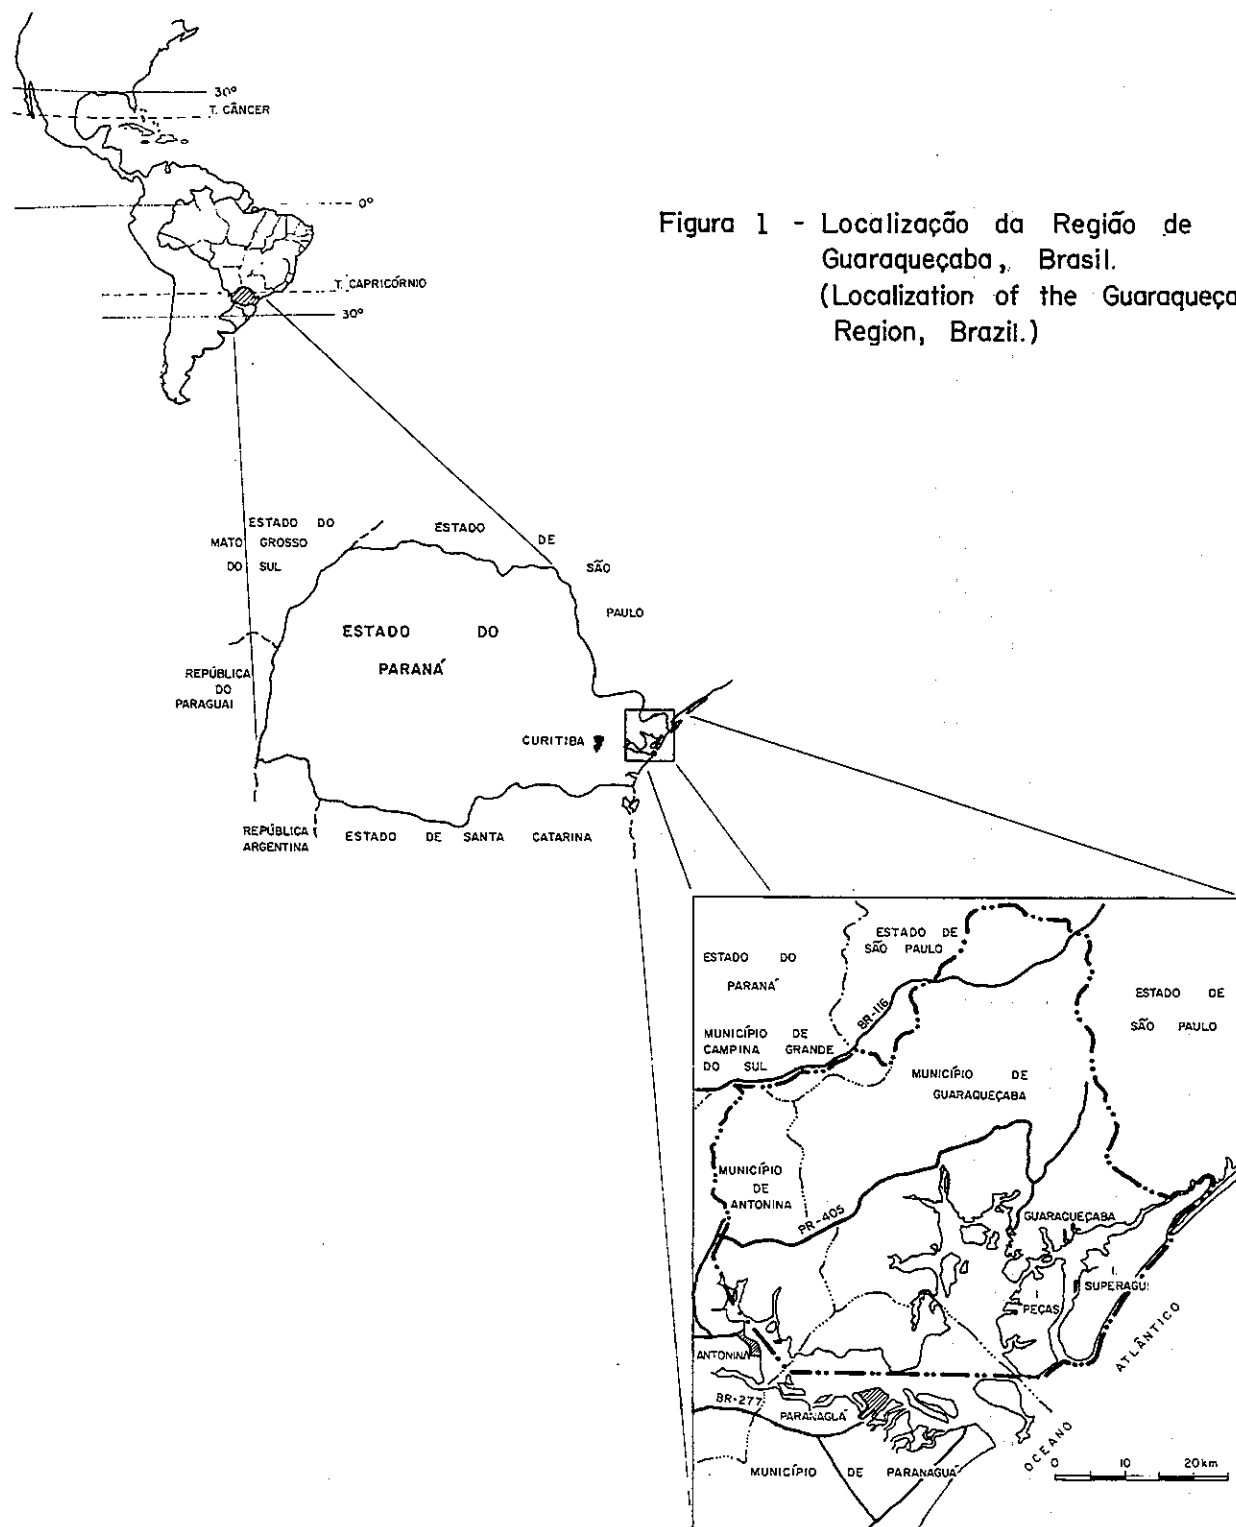 30º
T. CÂNCER
0º
T. CAPRICÓRNIO
30º
Figura 1 - Localização da Região de
Guaraqueçaba, Brasil.
(Localization of the Guaraqueça
Region, Brazil.)
ESTADO DO
MATO GROSSO
DO SUL
ESTADO DE
SÃO
PAULO
ESTADO DO
PARANÁ
REPÚBLICA
DO
PARAGUAI
CURITIBA
REPÚBLICA
ARGENTINA
ESTADO DE SANTA CATARINA
ESTADO DO
PARANÁ
ESTADO DE
SÃO PAULO
ESTADO DE
SÃO PAULO
BR-116
MUNICÍPIO DE
CAMPINA GRANDE
DO SUL
MUNICÍPIO DE
GUARAQUEÇABA
MUNICÍPIO
DE
ANTONINA
PR-405
GUARAQUEÇABA
I.
SUPERAGUI
I.
PEÇAS
ANTONINA
BR-277
PARANAGUÁ
MUNICÍPIO DE PARANAGUÁ
OCEANO
ATLÂNTICO
0 10 20km